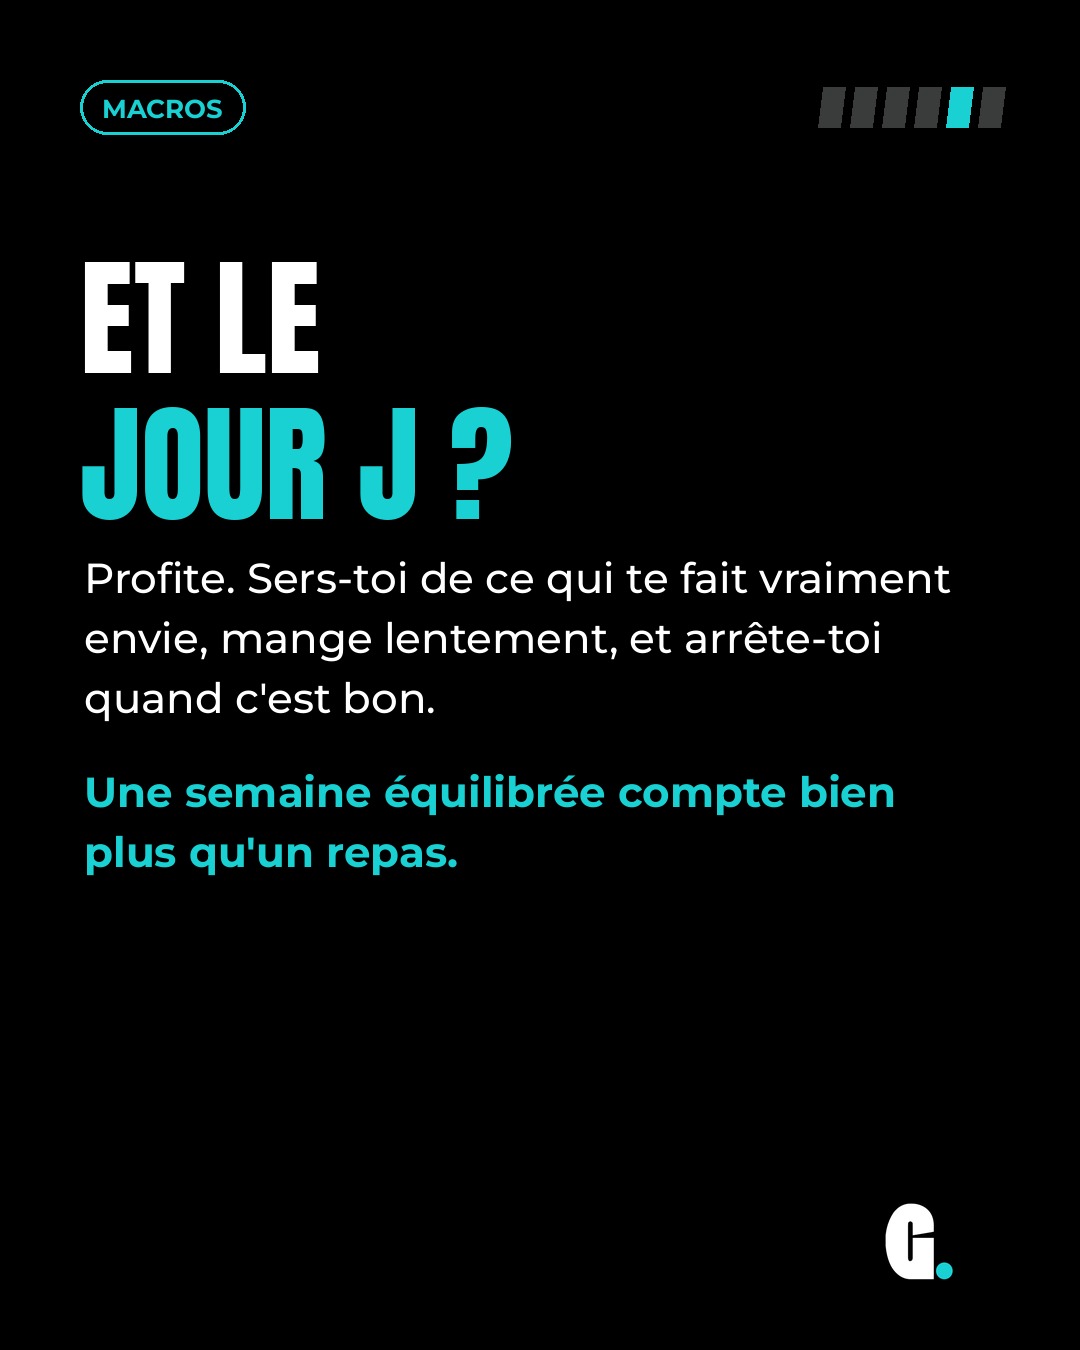 MACROS
ET LE
JOUR J ?
Profite. Sers-toi de ce qui te fait vraiment
envie, mange lentement, et arrête-toi
quand c'est bon.
Une semaine équilibrée compte bien
plus qu'un repas.
G.